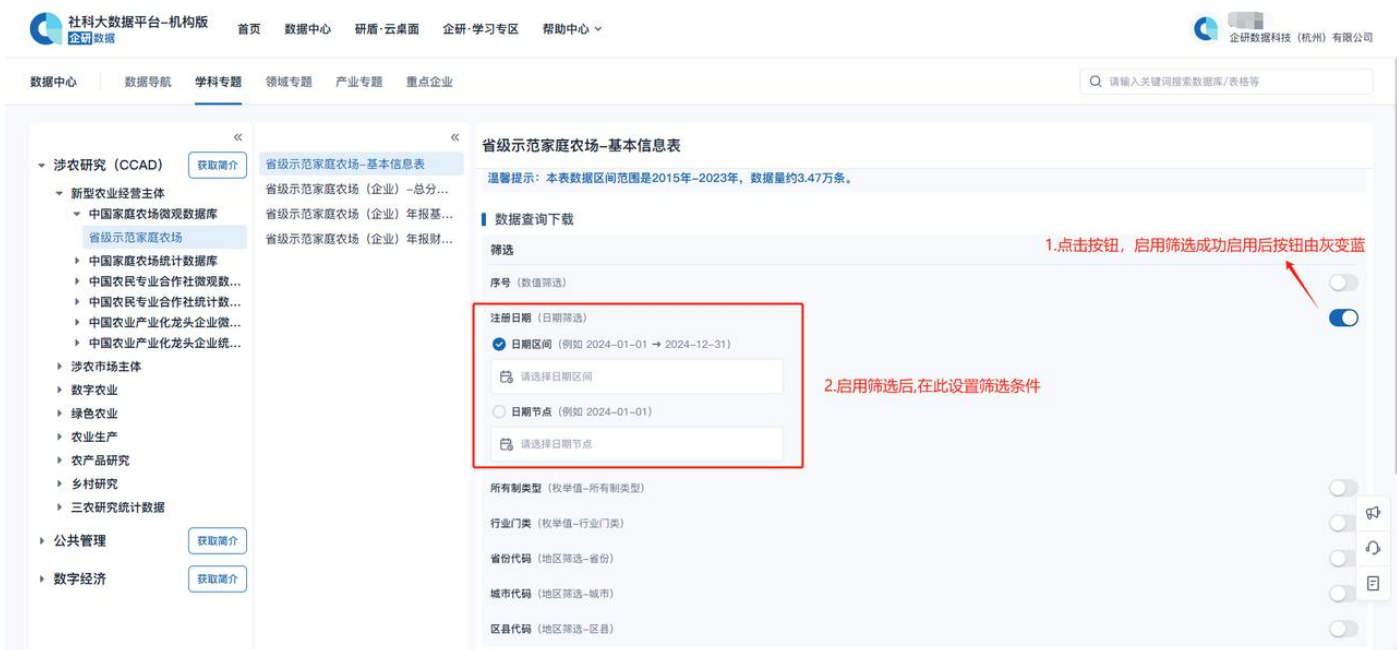 社科大数据平台-机构版
企研数据
首页 数据中心 研盾·云桌面 企研·学习专区 帮助中心
企研数据科技（杭州）有限公司
数据中心 数据导航 学科专题 领域专题 产业专题 重点企业
请输入关键词搜索数据库/表格等
涉农研究（CCAD） 获取简介
新型农业经营主体
中国家庭农场微观数据库
省级示范家庭农场
中国家庭农场统计数据库
中国农民专业合作社微观数...
中国农民专业合作社统计数...
中国农业产业化龙头企业微...
中国农业产业化龙头企业统...
涉农市场主体
数字农业
绿色农业
农业生产
农产品研究
乡村研究
三农研究统计数据
公共管理 获取简介
数字经济 获取简介
省级示范家庭农场-基本信息表
省级示范家庭农场（企业）-总分...
省级示范家庭农场（企业）年报基...
省级示范家庭农场（企业）年报财...
省级示范家庭农场-基本信息表
温馨提示：本表数据区间范围是2015年-2023年，数据量约3.47万条。
数据查询下载
筛选
1.点击按钮，启用筛选成功启用后按钮由灰变蓝
序号（数值筛选）
注册日期（日期筛选）
日期区间（例如 2024-01-01 → 2024-12-31）
请选择日期区间
2.启用筛选后,在此设置筛选条件
日期节点（例如 2024-01-01）
请选择日期节点
所有制类型（枚举值-所有制类型）
行业门类（枚举值-行业门类）
省份代码（地区筛选-省份）
城市代码（地区筛选-城市）
区县代码（地区筛选-区县）